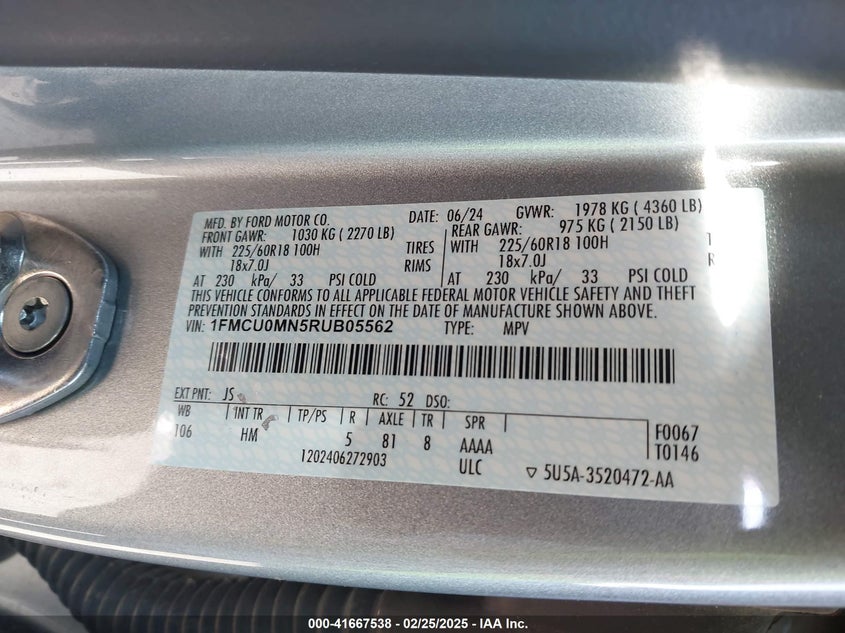 MFD. BY FORD MOTOR CO. DATE: 06/24 GVWR: 1978 KG ( 4360 LB)
FRONT GAWR: 1030 KG ( 2270 LB) REAR GAWR: 975 KG ( 2150 LB)
WITH 225/60R18 100H TIRES WITH 225/60R18 100H T
18x7.0J RIMS 18x7.0J R
AT 230 kPa/ 33 PSI COLD AT 230 kPa/ 33 PSI COLD
THIS VEHICLE CONFORMS TO ALL APPLICABLE FEDERAL MOTOR VEHICLE SAFETY AND THEFT
PREVENTION STANDARDS IN EFFECT ON THE DATE OF MANUFACTURE SHOWN ABOVE.
VIN: 1FMCU0MN5RUB05562 TYPE: MPV
EXT PNT: JS RC: 52 DSO:
WB INT TR TP/PS R AXLE TR SPR
106 HM 5 81 8 AAAA F0067
1202406272903 ULC T0146
▽ 5U5A-3520472-AA
000-41667538 - 02/25/2025 - © IAA, Inc.